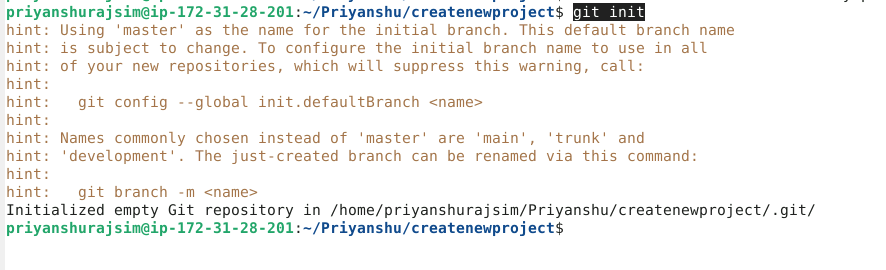 priyanshurajsim@ip-172-31-28-201:~/Priyanshu/createnewproject$ git init
hint: Using 'master' as the name for the initial branch. This default branch name
hint: is subject to change. To configure the initial branch name to use in all
hint: of your new repositories, which will suppress this warning, call:
hint:
hint:   git config --global init.defaultBranch <name>
hint:
hint: Names commonly chosen instead of 'master' are 'main', 'trunk' and
hint: 'development'. The just-created branch can be renamed via this command:
hint:
hint:   git branch -m <name>
Initialized empty Git repository in /home/priyanshurajsim/Priyanshu/createnewproject/.git/
priyanshurajsim@ip-172-31-28-201:~/Priyanshu/createnewproject$